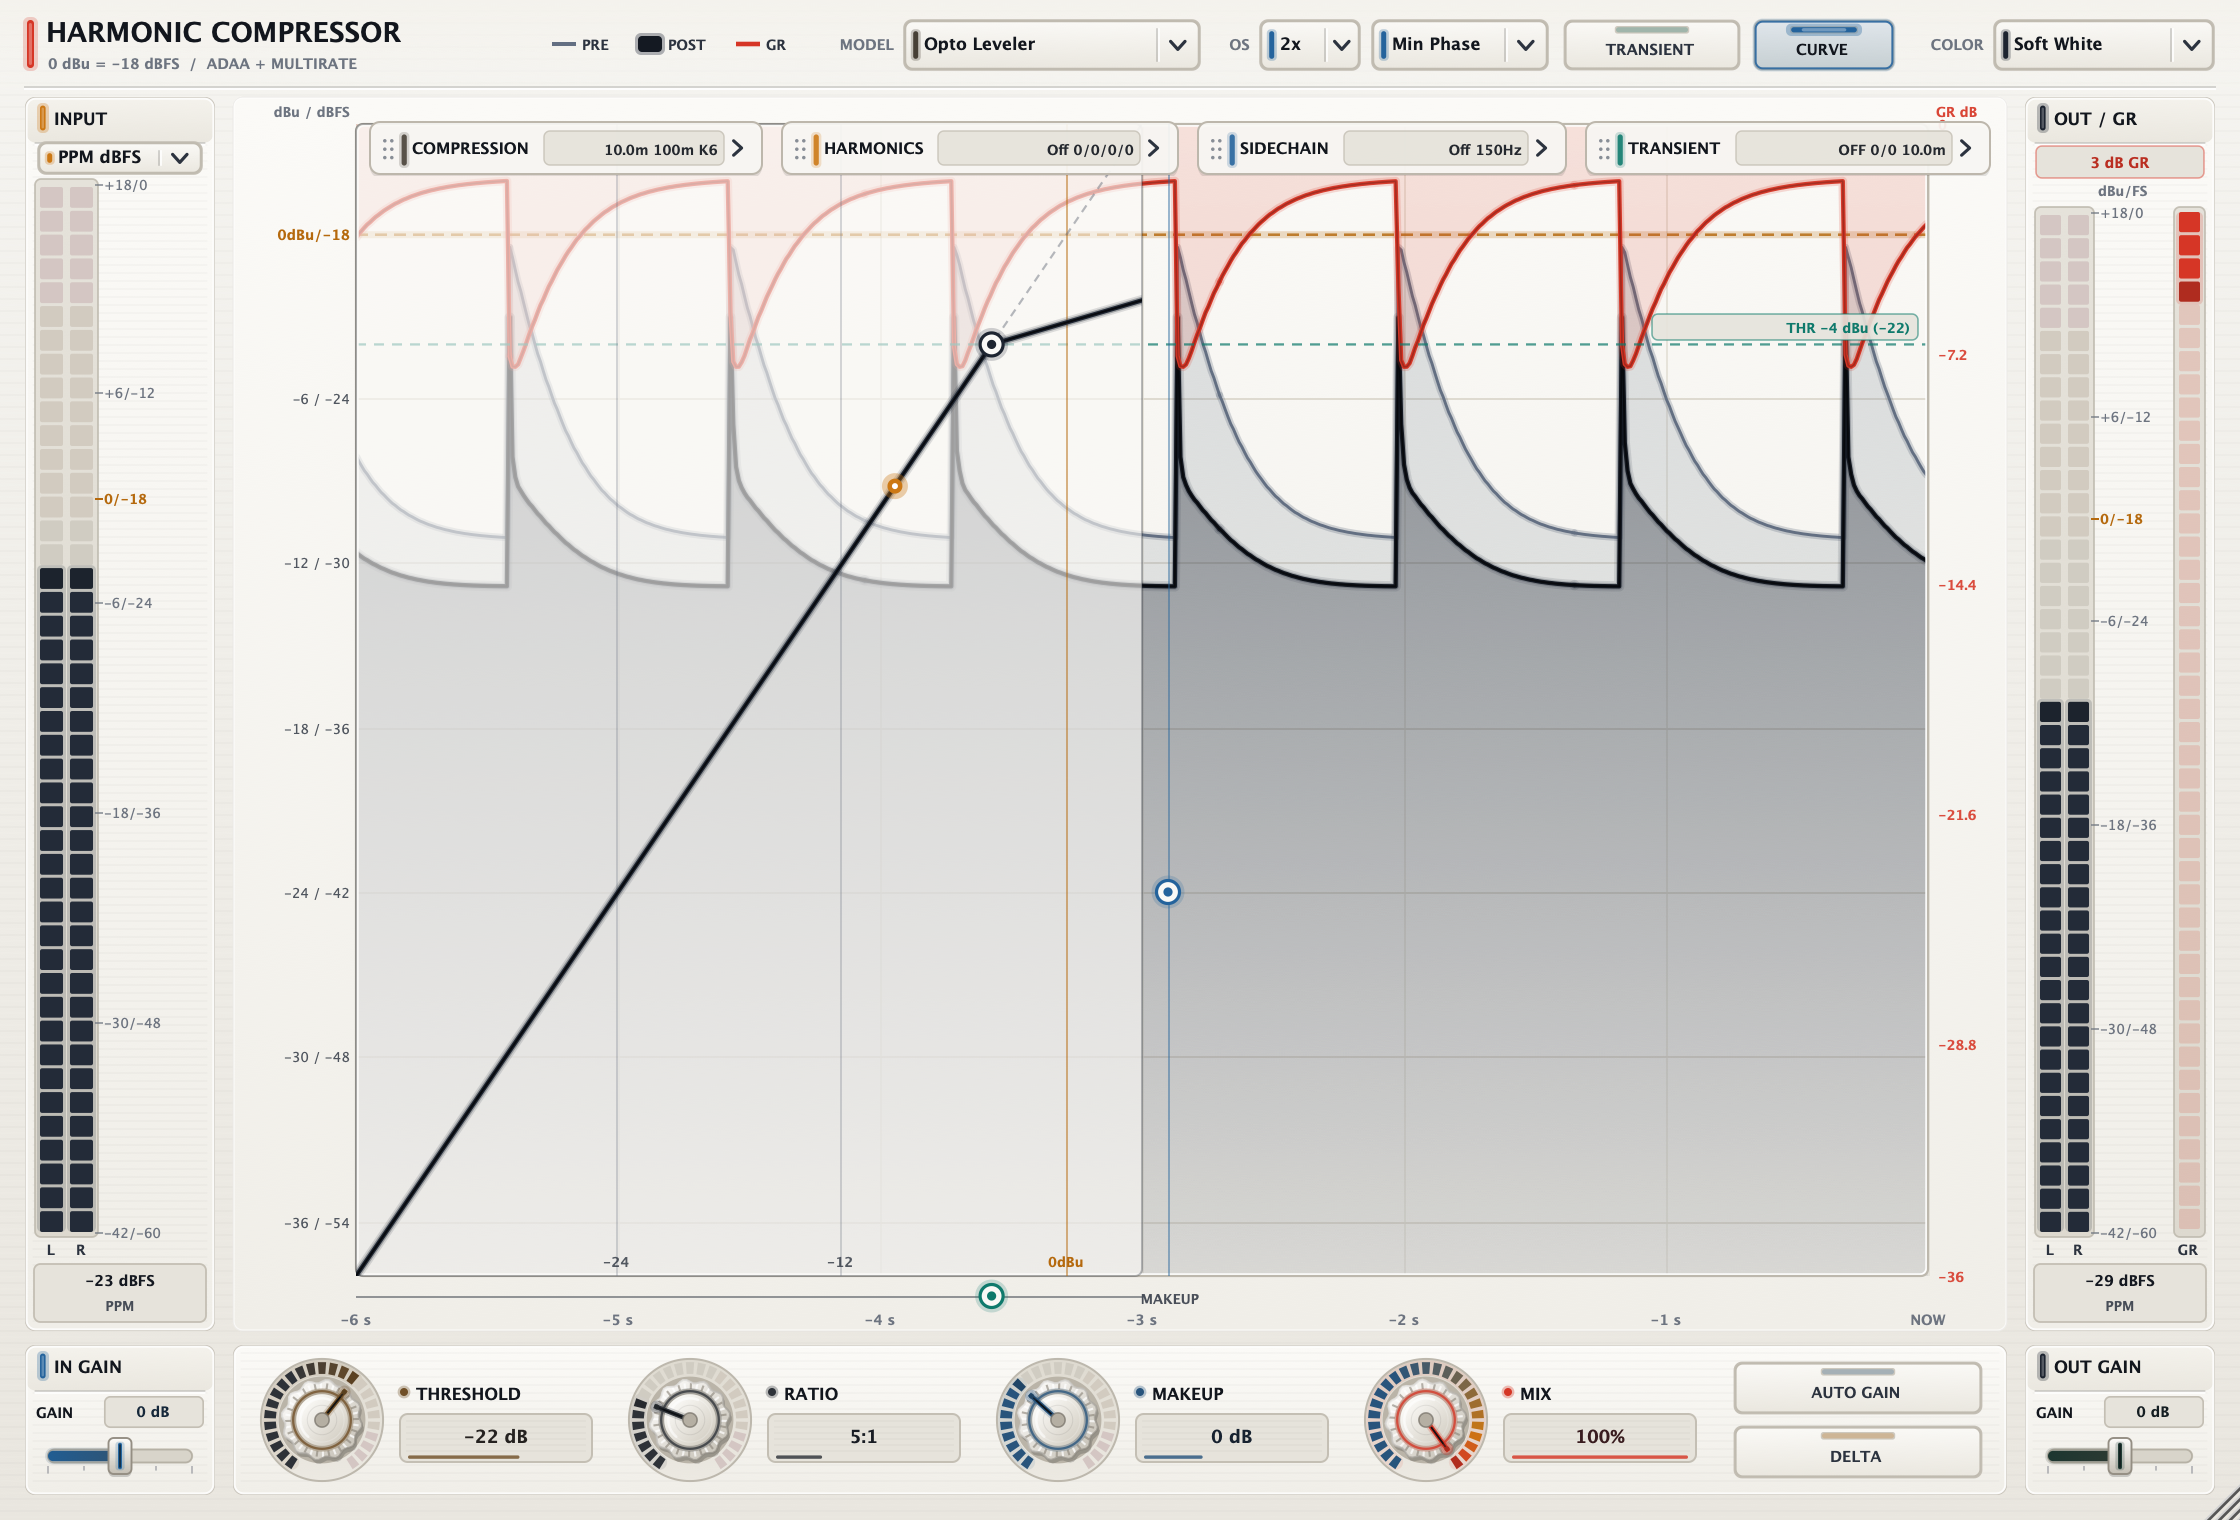 HARMONIC COMPRESSOR
0 dBu = -18 dBFS / ADAA + MULTIRATE
PRE POST GR
MODEL Opto Leveler
OS 2x Min Phase
TRANSIENT
CURVE
COLOR Soft White
INPUT
PPM dBFS
+18/0
+6/-12
0/-18
-6/-24
-18/-36
-30/-48
-42/-60
L R
-23 dBFS
PPM
dBu / dBFS
GR dB
COMPRESSION 10.0m 100m K6
HARMONICS Off 0/0/0/0
SIDECHAIN Off 150Hz
TRANSIENT OFF 0/0 10.0m
0dBu/-18
THR -4 dBu (-22)
-6 / -24
-12 / -30
-18 / -36
-24 / -42
-30 / -48
-36 / -54
-7.2
-14.4
-21.6
-28.8
-36
-24 -12 0dBu
MAKEUP
-6 s -5 s -4 s -3 s -2 s -1 s NOW
OUT / GR
3 dB GR
dBu/FS
+18/0
+6/-12
0/-18
-6/-24
-18/-36
-30/-48
-42/-60
L R GR
-29 dBFS
PPM
IN GAIN
GAIN 0 dB
THRESHOLD
-22 dB
RATIO
5:1
MAKEUP
0 dB
MIX
100%
AUTO GAIN
DELTA
OUT GAIN
GAIN 0 dB